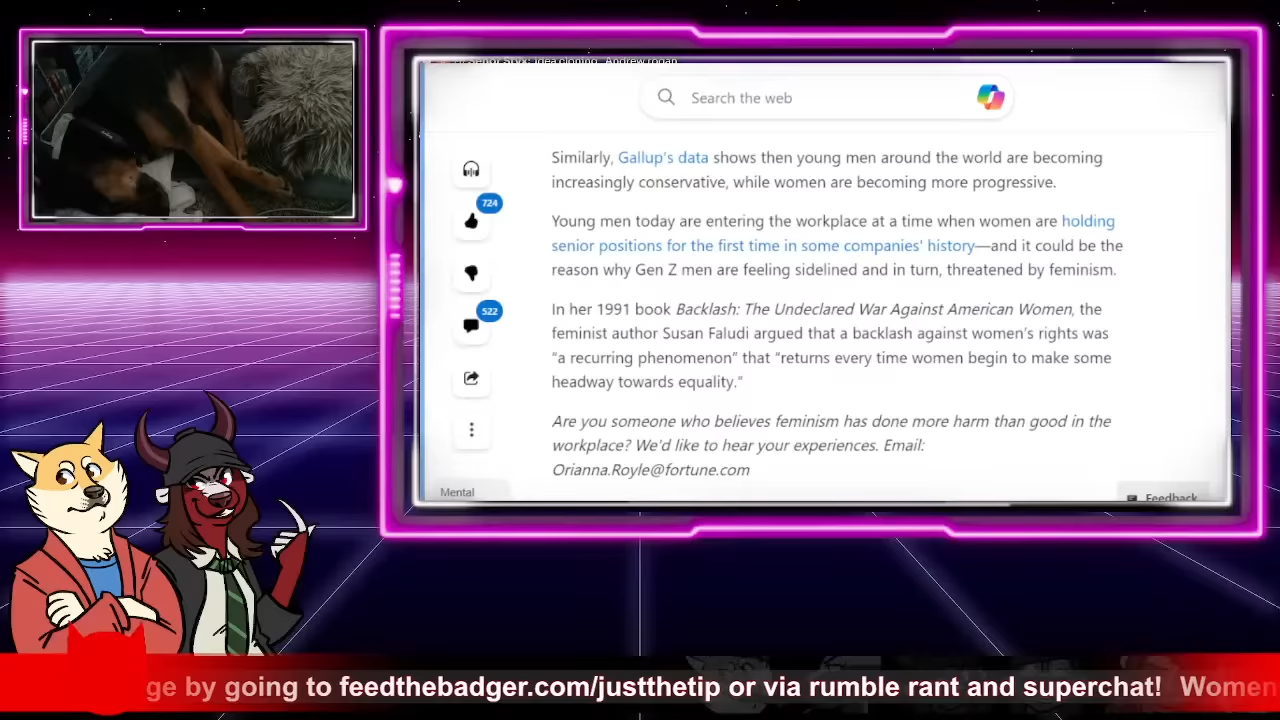 Search the web
Similarly, Gallup's data shows then young men around the world are becoming
increasingly conservative, while women are becoming more progressive.
724
Young men today are entering the workplace at a time when women are holding
senior positions for the first time in some companies' history—and it could be the
reason why Gen Z men are feeling sidelined and in turn, threatened by feminism.
522
In her 1991 book Backlash: The Undeclared War Against American Women, the
feminist author Susan Faludi argued that a backlash against women's rights was
“a recurring phenomenon” that “returns every time women begin to make some
headway towards equality.”
Are you someone who believes feminism has done more harm than good in the
workplace? We'd like to hear your experiences. Email:
Orianna.Royle@fortune.com
Mental
Feedback
ge by going to feedthebadger.com/justthetip or via rumble rant and superchat! Women